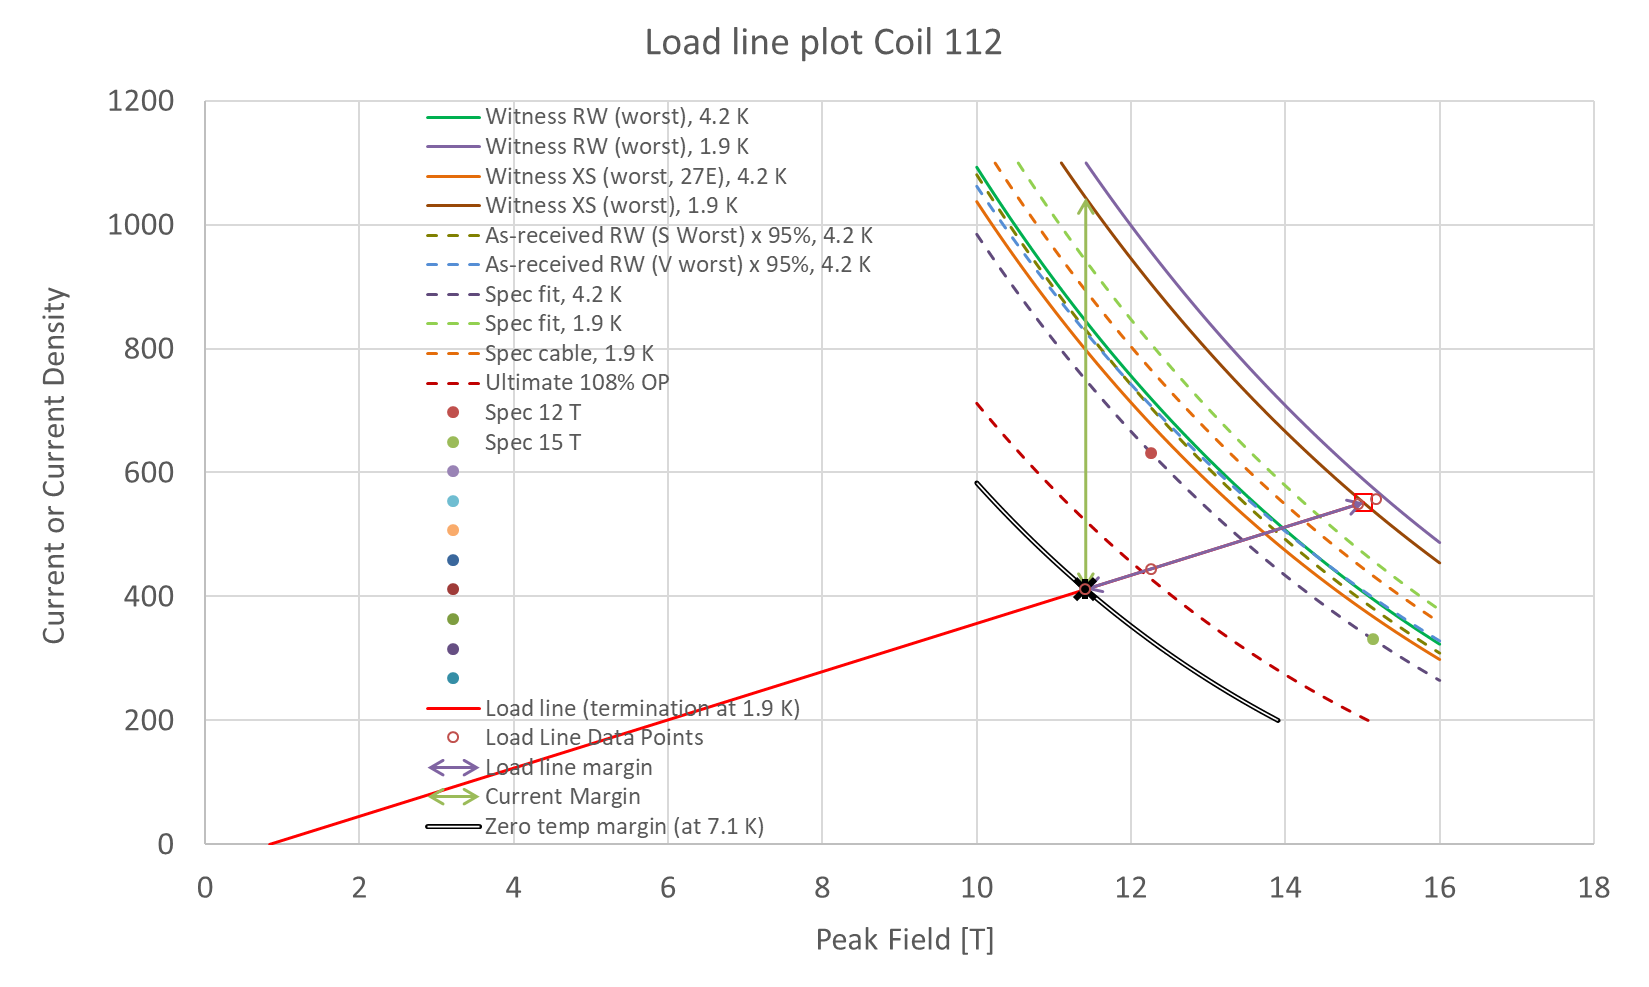 Load line plot Coil 112
1200
1000
800
600
400
200
0
Current or Current Density
Witness RW (worst), 4.2 K
Witness RW (worst), 1.9 K
Witness XS (worst, 27E), 4.2 K
Witness XS (worst), 1.9 K
As-received RW (S Worst) x 95%, 4.2 K
As-received RW (V worst) x 95%, 4.2 K
Spec fit, 4.2 K
Spec fit, 1.9 K
Spec cable, 1.9 K
Ultimate 108% OP
Spec 12 T
Spec 15 T
Load line (termination at 1.9 K)
Load Line Data Points
Load line margin
Current Margin
Zero temp margin (at 7.1 K)
0 2 4 6 8 10 12 14 16 18
Peak Field [T]